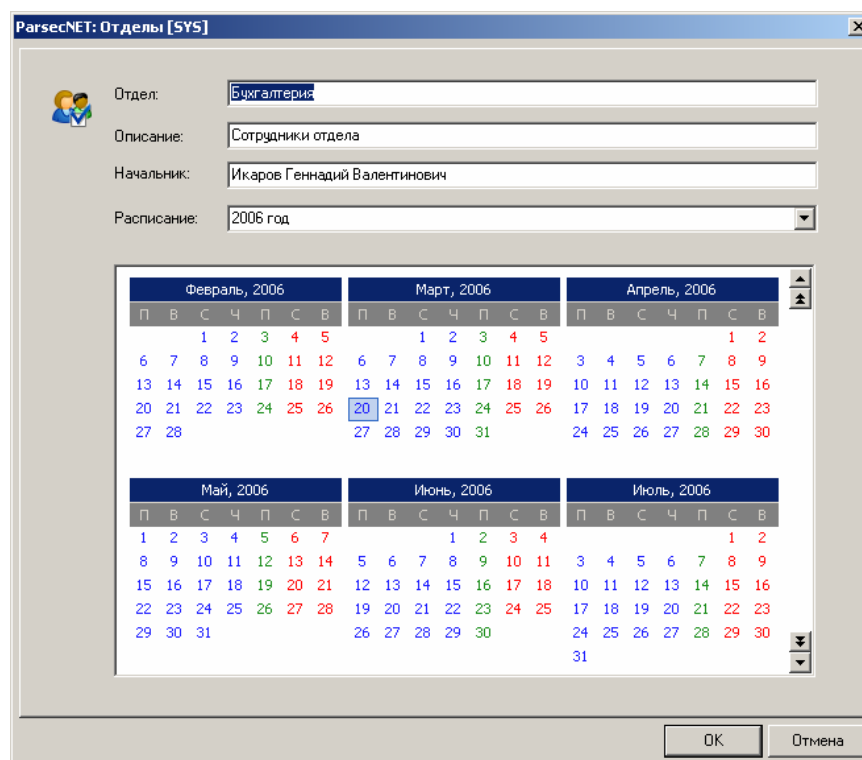 ParsecNET: Отделы [SYS]
Отдел: Бухгалтерия
Описание: Сотрудники отдела
Начальник: Икаров Геннадий Валентинович
Расписание: 2006 год
Февраль, 2006 Март, 2006 Апрель, 2006
П В С Ч П С В П В С Ч П С В П В С Ч П С В
1 2 3 4 5 1 2 3 4 5 1 2
6 7 8 9 10 11 12 6 7 8 9 10 11 12 3 4 5 6 7 8 9
13 14 15 16 17 18 19 13 14 15 16 17 18 19 10 11 12 13 14 15 16
20 21 22 23 24 25 26 20 21 22 23 24 25 26 17 18 19 20 21 22 23
27 28 27 28 29 30 31 24 25 26 27 28 29 30
Май, 2006 Июнь, 2006 Июль, 2006
П В С Ч П С В П В С Ч П С В П В С Ч П С В
1 2 3 4 5 6 7 1 2 3 4 1 2
8 9 10 11 12 13 14 5 6 7 8 9 10 11 3 4 5 6 7 8 9
15 16 17 18 19 20 21 12 13 14 15 16 17 18 10 11 12 13 14 15 16
22 23 24 25 26 27 28 19 20 21 22 23 24 25 17 18 19 20 21 22 23
29 30 31 26 27 28 29 30 24 25 26 27 28 29 30
31
OK Отмена